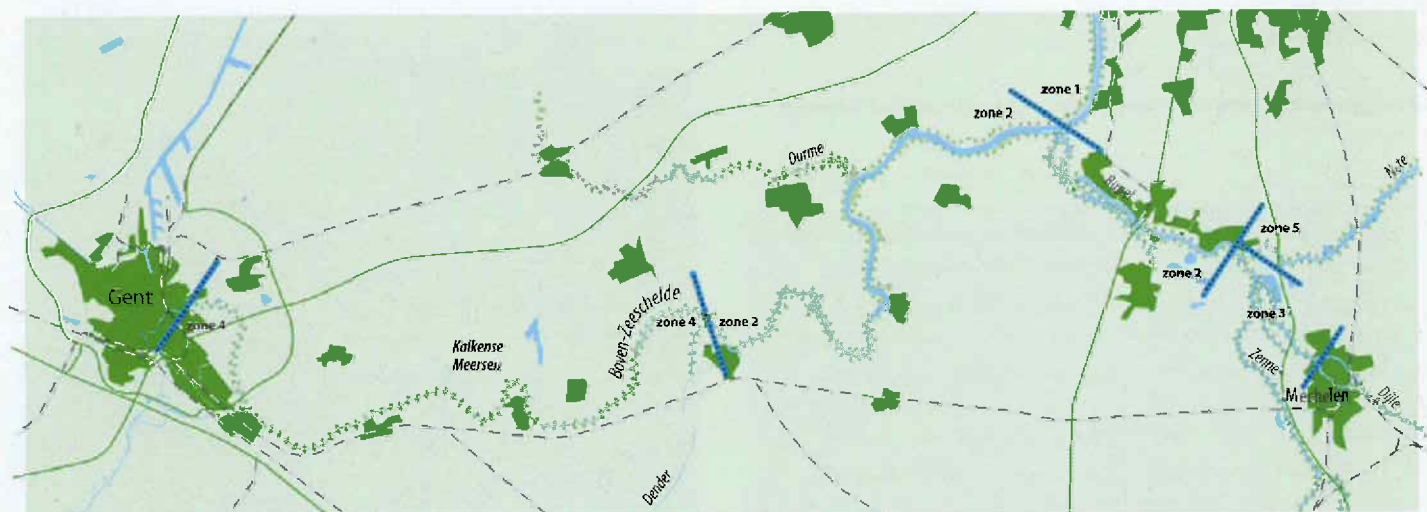 zone 1
zone 2
Durme
Nete
Rupel
zone 5
zone 2
Gent
zone 4
Boven-Zeeschelde
zone 4
zone 2
zone 3
Kalkense
Meersen
Zenne
Mechelen
Dijle
Dender